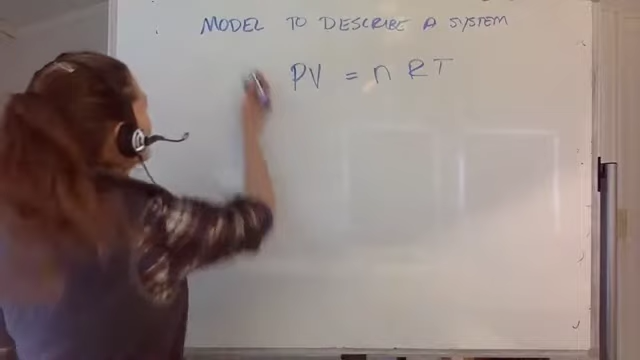 MODEL TO DESCRIBE A SYSTEM
PV = n RT